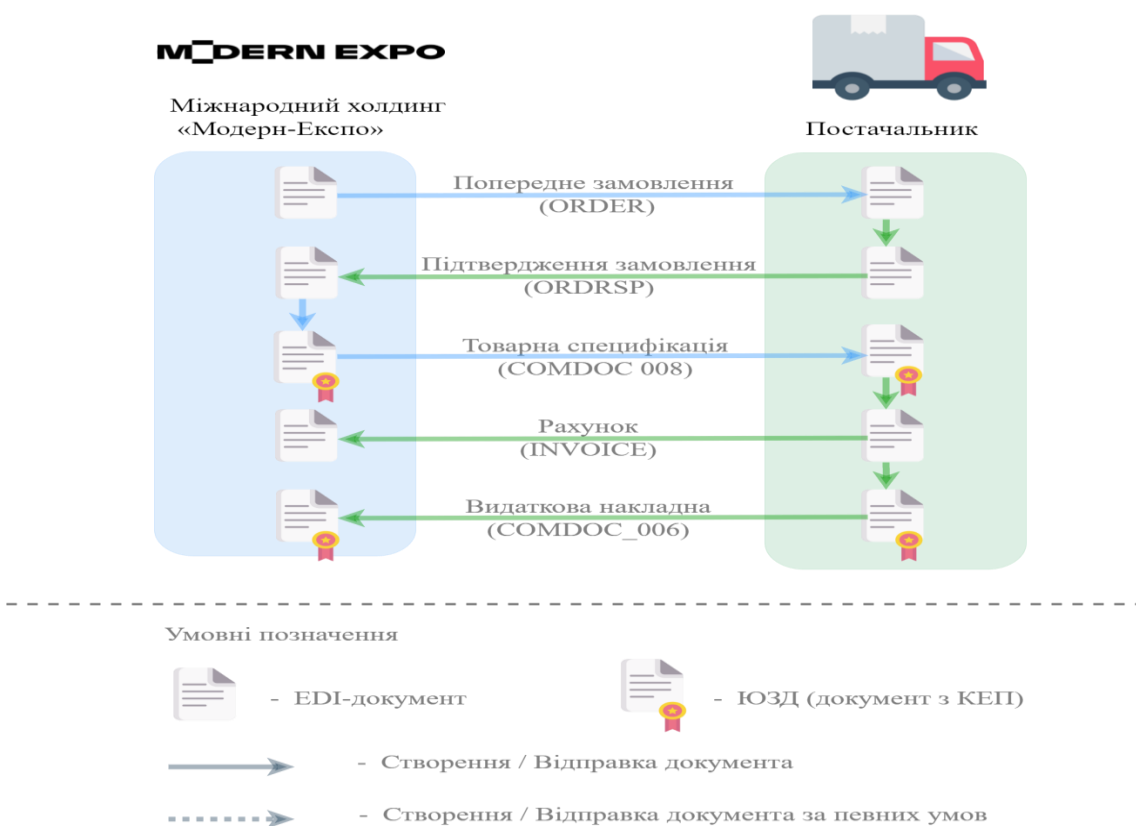 MODERN EXPO
Міжнародний холдинг
«Модерн-Експо»
Постачальник
Попереднє замовлення
(ORDER)
Підтвердження замовлення
(ORDRSP)
Товарна специфікація
(COMDOC 008)
Рахунок
(INVOICE)
Видаткова накладна
(COMDOC_006)
Умовні позначення
- EDI-документ
- ЮЗД (документ з КЕП)
- Створення / Відправка документа
- Створення / Відправка документа за певних умов